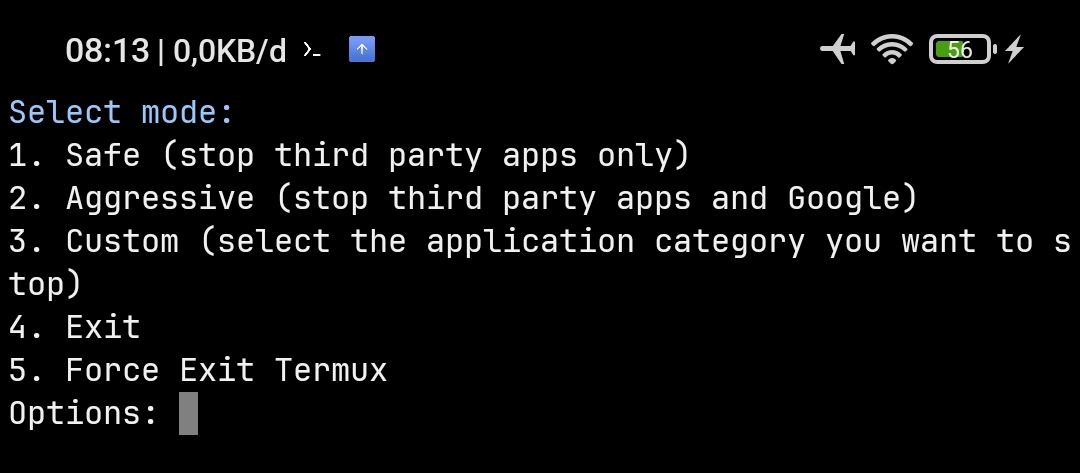 08:13 | 0,0KB/d
56
Select mode:
1. Safe (stop third party apps only)
2. Aggressive (stop third party apps and Google)
3. Custom (select the application category you want to s
top)
4. Exit
5. Force Exit Termux
Options: